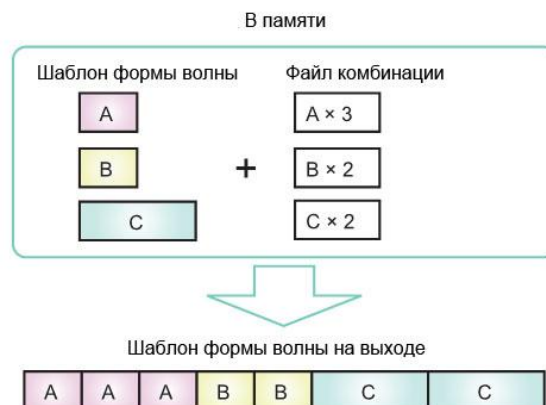 В памяти
Шаблон формы волны Файл комбинации
A A × 3
B + B × 2
C C × 2
Шаблон формы волны на выходе
A A A B B C C